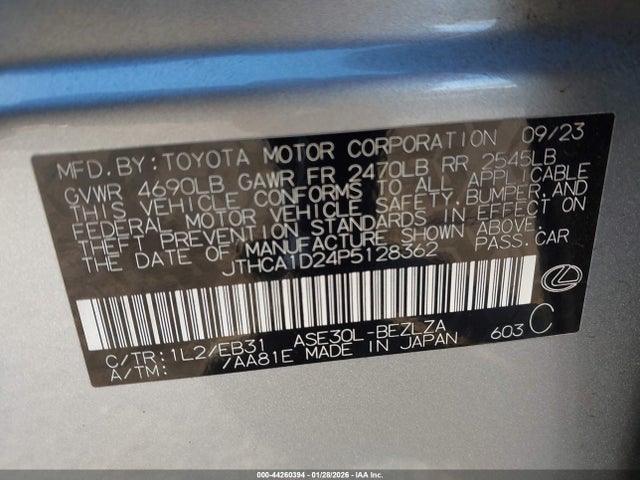 MFD.BY:TOYOTA MOTOR CORPORATION 09/23
GVWR 4690LB GAWR FR 2470LB RR 2545LB
THIS VEHICLE CONFORMS TO ALL APPLICABLE
FEDERAL MOTOR VEHICLE SAFETY,BUMPER,AND
THEFT PREVENTION STANDARDS IN EFFECT ON
THE DATE OF MANUFACTURE SHOWN ABOVE.
JTHCA1D24P5128362 PASS.CAR
C/TR:1L2/EB31 ASE30L-BEZLZA 603 C
A/TM: /AA81E MADE IN JAPAN
000-44260394 | 01/28/2026 - IAA Inc.